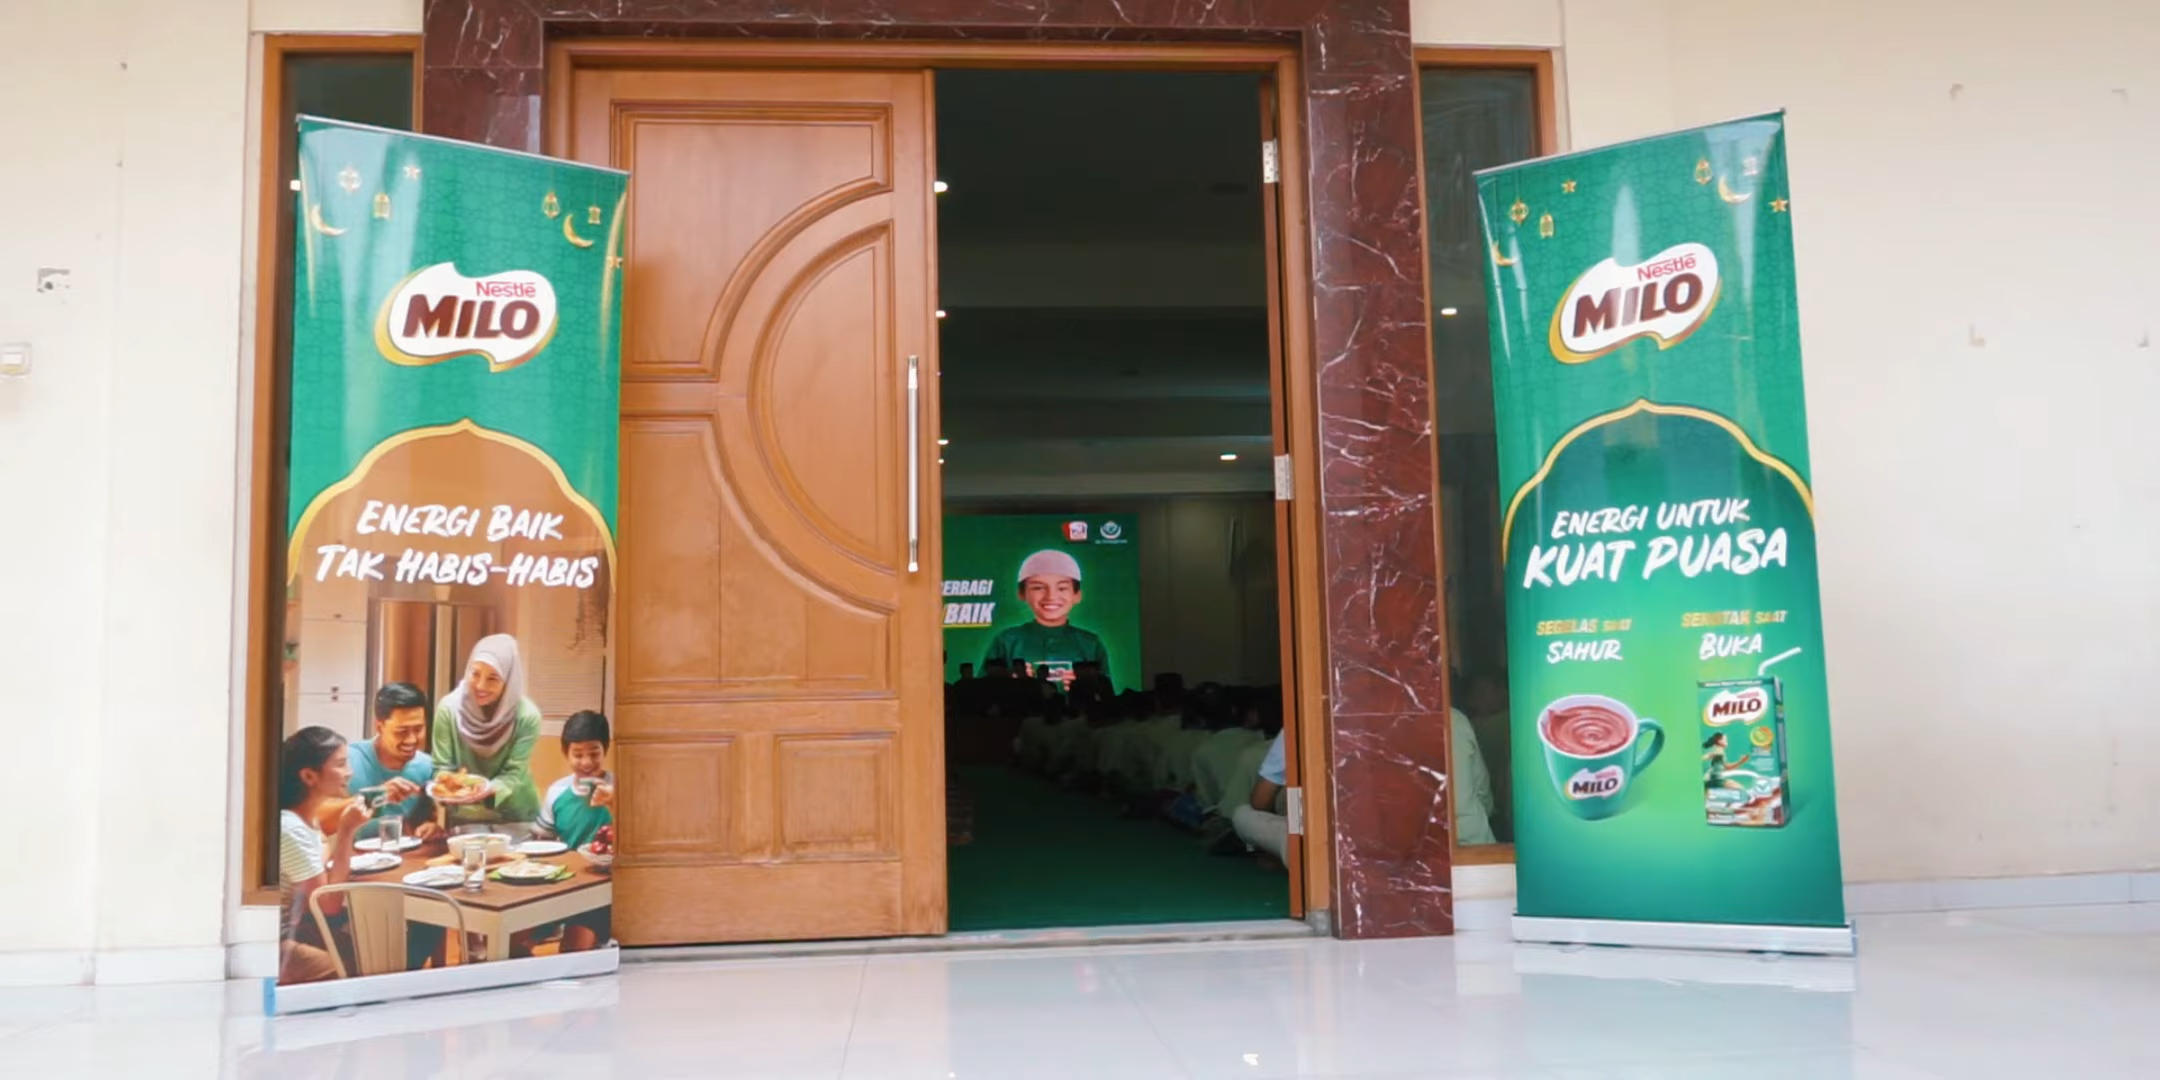 Nestlé
MILO
ENERGI BAIK
TAK HABIS-HABIS
ERBAGI
BAIK
Nestlé
MILO
ENERGI UNTUK
KUAT PUASA
SEGELAS SAAT
SAHUR
SEKOTAK SAAT
BUKA
MILO
MILO